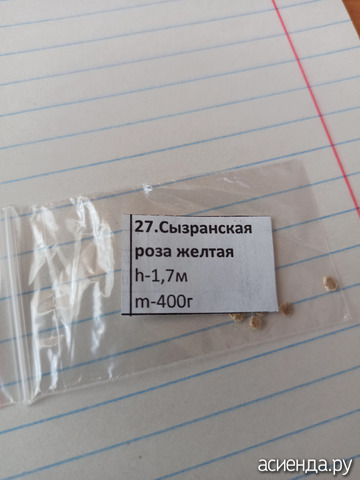 27.Сызранская
роза желтая
h-1,7м
m-400г
асиенда.ру